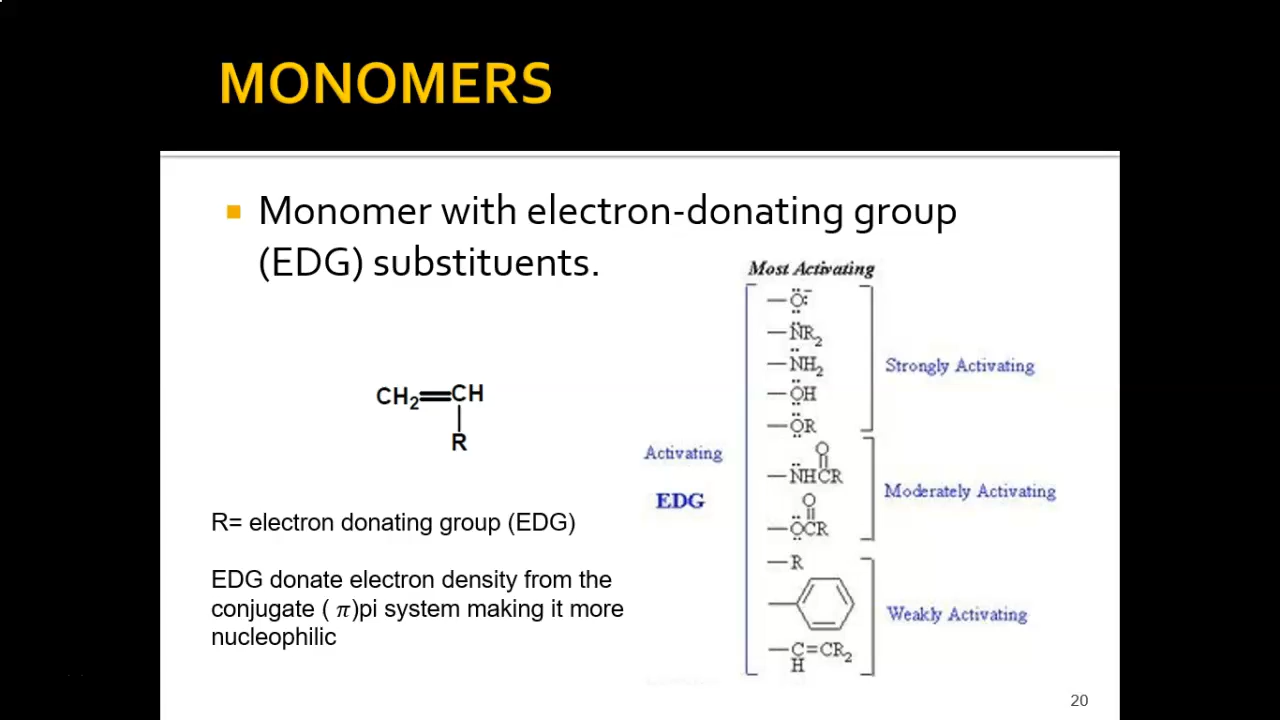 MONOMERS
Monomer with electron-donating group
(EDG) substituents.
CH₂=CH
R
R= electron donating group (EDG)
EDG donate electron density from the
conjugate ( π )pi system making it more
nucleophilic
Most Activating
Activating
EDG
—Ö:⁻
—NR₂
—NH₂
—OH
—OR
Strongly Activating
O
—NHCR
O
—OCR
Moderately Activating
—R
—C=CR₂
H
Weakly Activating
20